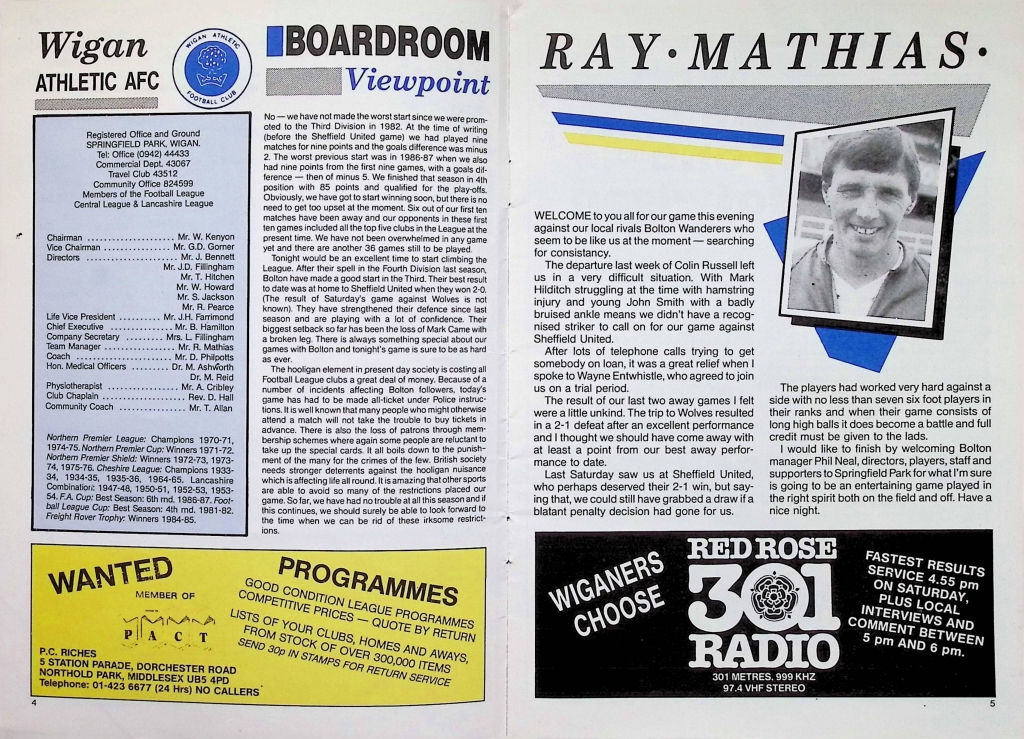 Wigan
ATHLETIC AFC
WIGAN ATHLETIC
FOOTBALL CLUB
Registered Office and Ground
SPRINGFIELD PARK, WIGAN.
Tel: Office (0942) 44433
Commercial Dept. 43067
Travel Club 43512
Community Office 824599
Members of the Football League
Central League & Lancashire League
Chairman .................... Mr. W. Kenyon
Vice Chairman ............... Mr. G.D. Gorner
Directors ...................... Mr. J. Bennett
Mr. J.D. Fillingham
Mr. T. Hitchen
Mr. W. Howard
Mr. S. Jackson
Mr. R. Pearce
Life Vice President ......... Mr. J.H. Farrimond
Chief Executive ............. Mr. B. Hamilton
Company Secretary ......... Mrs. L. Fillingham
Team Manager ............... Mr. R. Mathias
Coach ...................... Mr. D. Philpotts
Hon. Medical Officers ....... Dr. M. Ashworth
Dr. M. Reid
Physiotherapist ............... Mr. A. Cribley
Club Chaplain ................. Rev. D. Hall
Community Coach .............. Mr. T. Allan
Northern Premier League: Champions 1970-71,
1974-75. Northern Premier Cup: Winners 1971-72.
Northern Premier Shield: Winners 1972-73, 1973-
74, 1975-76. Cheshire League: Champions 1933-
34, 1934-35, 1935-36, 1964-65. Lancashire
Combination: 1947-48, 1950-51, 1952-53, 1953-
54. F.A. Cup: Best Season: 6th rnd. 1986-87. Foot-
ball League Cup: Best Season: 4th rnd. 1981-82.
Freight Rover Trophy: Winners 1984-85.
BOARDROOM
Viewpoint
No — we have not made the worst start since we were prom-
oted to the Third Division in 1982. At the time of writing
(before the Sheffield United game) we had played nine
matches for nine points and the goals difference was minus
2. The worst previous start was in 1986-87 when we also
had nine points from the first nine games, with a goals dif-
ference — then of minus 5. We finished that season in 4th
position with 85 points and qualified for the play-offs.
Obviously, we have got to start winning soon, but there is no
need to get too upset at the moment. Six out of our first ten
matches have been away and our opponents in these first
ten games included all the top five clubs in the League at the
present time. We have not been overwhelmed in any game
yet and there are another 36 games still to be played.
Tonight would be an excellent time to start climbing the
League. After their spell in the Fourth Division last season,
Bolton have made a good start in the Third. Their best result
to date was at home to Sheffield United when they won 2-0.
(The result of Saturday's game against Wolves is not
known). They have strengthened their defence since last
season and are playing with a lot of confidence. Their
biggest setback so far has been the loss of Mark Came with
a broken leg. There is always something special about our
games with Bolton and tonight's game is sure to be as hard
as ever.
The hooligan element in present day society is costing all
Football League clubs a great deal of money. Because of a
number of incidents affecting Bolton followers, today's
game has had to be made all-ticket under Police instruc-
tions. It is well known that many people who might otherwise
attend a match will not take the trouble to buy tickets in
advance. There is also the loss of patrons through mem-
bership schemes where again some people are reluctant to
take up the special cards. It all boils down to the punish-
ment of the many for the crimes of the few. British society
needs stronger deterrents against the hooligan nuisance
which is affecting life all round. It is amazing that other sports
are able to avoid so many of the restrictions placed our
game. So far, we have had no trouble at all this season and if
this continues, we should surely be able to look forward to
the time when we can be rid of these irksome restrict-
ions.
WANTED
MEMBER OF
PACT
P.C. RICHES
5 STATION PARADE, DORCHESTER ROAD
NORTHOLD PARK, MIDDLESEX UB5 4PD
Telephone: 01-423 6677 (24 Hrs) NO CALLERS
PROGRAMMES
GOOD CONDITION LEAGUE PROGRAMMES
COMPETITIVE PRICES — QUOTE BY RETURN
LISTS OF YOUR CLUBS, HOMES AND AWAYS,
FROM STOCK OF OVER 300,000 ITEMS
SEND 30p IN STAMPS FOR RETURN SERVICE
4
RAY·MATHIAS·
WELCOME to you all for our game this evening
against our local rivals Bolton Wanderers who
seem to be like us at the moment — searching
for consistancy.
The departure last week of Colin Russell left
us in a very difficult situation. With Mark
Hilditch struggling at the time with hamstring
injury and young John Smith with a badly
bruised ankle means we didn't have a recog-
nised striker to call on for our game against
Sheffield United.
After lots of telephone calls trying to get
somebody on loan, it was a great relief when I
spoke to Wayne Entwhistle, who agreed to join
us on a trial period.
The result of our last two away games I felt
were a little unkind. The trip to Wolves resulted
in a 2-1 defeat after an excellent performance
and I thought we should have come away with
at least a point from our best away perfor-
mance to date.
Last Saturday saw us at Sheffield United,
who perhaps deserved their 2-1 win, but say-
ing that, we could still have grabbed a draw if a
blatant penalty decision had gone for us.
The players had worked very hard against a
side with no less than seven six foot players in
their ranks and when their game consists of
long high balls it does become a battle and full
credit must be given to the lads.
I would like to finish by welcoming Bolton
manager Phil Neal, directors, players, staff and
supporters to Springfield Park for what I'm sure
is going to be an entertaining game played in
the right spirit both on the field and off. Have a
nice night.
WIGANERS
CHOOSE
RED ROSE
301
RADIO
301 METRES, 999 KHZ
97.4 VHF STEREO
FASTEST RESULTS
SERVICE 4.55 pm
ON SATURDAY,
PLUS LOCAL
INTERVIEWS AND
COMMENT BETWEEN
5 pm AND 6 pm.
5